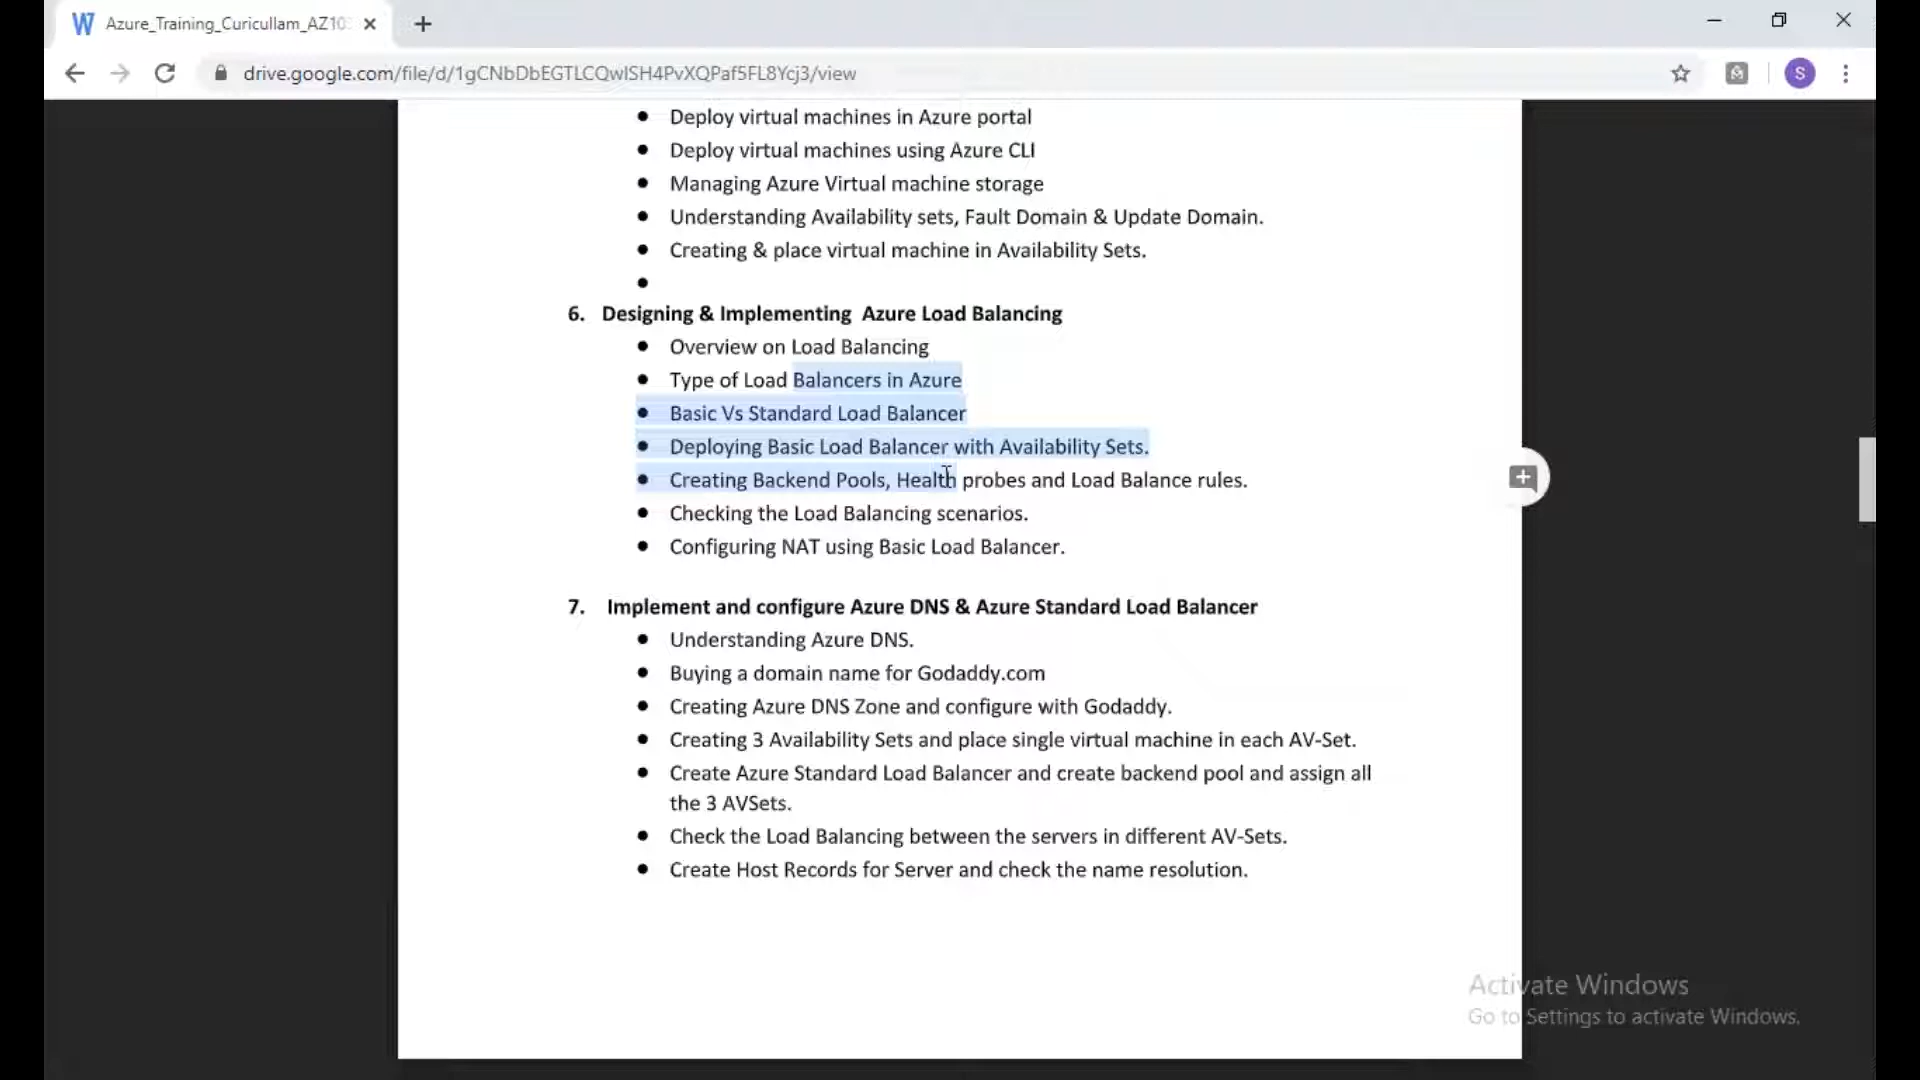 Azure_Training_Curicullam_AZ10
drive.google.com/file/d/1gCNbDbEGTLCQwISH4PvXQPaf5FL8Ycj3/view
S
• Deploy virtual machines in Azure portal
• Deploy virtual machines using Azure CLI
• Managing Azure Virtual machine storage
• Understanding Availability sets, Fault Domain & Update Domain.
• Creating & place virtual machine in Availability Sets.
•
6. Designing & Implementing Azure Load Balancing
• Overview on Load Balancing
• Type of Load Balancers in Azure
• Basic Vs Standard Load Balancer
• Deploying Basic Load Balancer with Availability Sets.
• Creating Backend Pools, Health probes and Load Balance rules.
• Checking the Load Balancing scenarios.
• Configuring NAT using Basic Load Balancer.
7. Implement and configure Azure DNS & Azure Standard Load Balancer
• Understanding Azure DNS.
• Buying a domain name for Godaddy.com
• Creating Azure DNS Zone and configure with Godaddy.
• Creating 3 Availability Sets and place single virtual machine in each AV-Set.
• Create Azure Standard Load Balancer and create backend pool and assign all
the 3 AVSets.
• Check the Load Balancing between the servers in different AV-Sets.
• Create Host Records for Server and check the name resolution.
Activate Windows
Go to Settings to activate Windows.